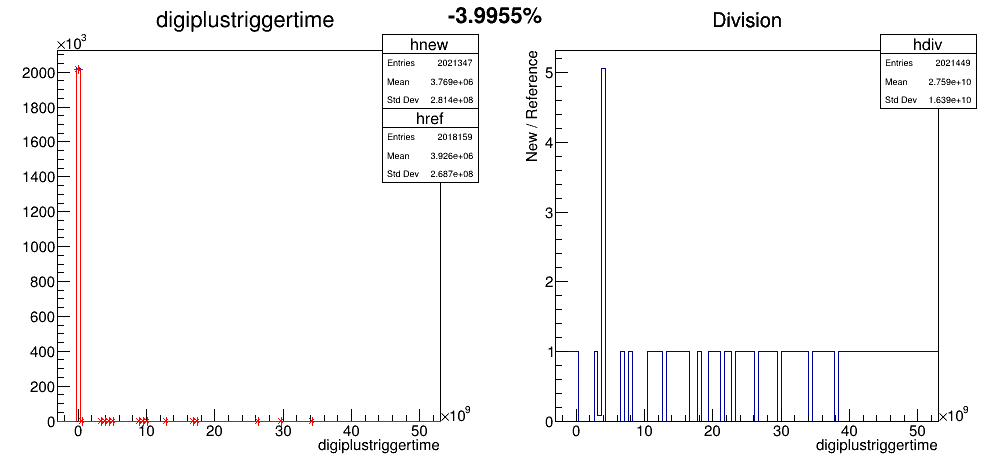 digiplustriggertime
-3.9955%
Division
×10³
hnew
Entries 2021347
Mean 3.769e+06
Std Dev 2.814e+08
href
Entries 2018159
Mean 3.926e+06
Std Dev 2.687e+08
2000
1800
1600
1400
1200
1000
800
600
400
200
0
0 10 20 30 40 50
×10⁹
digiplustriggertime
hdiv
Entries 2021449
Mean 2.759e+10
Std Dev 1.639e+10
New / Reference
5
4
3
2
1
0
0 10 20 30 40 50
×10⁹
digiplustriggertime